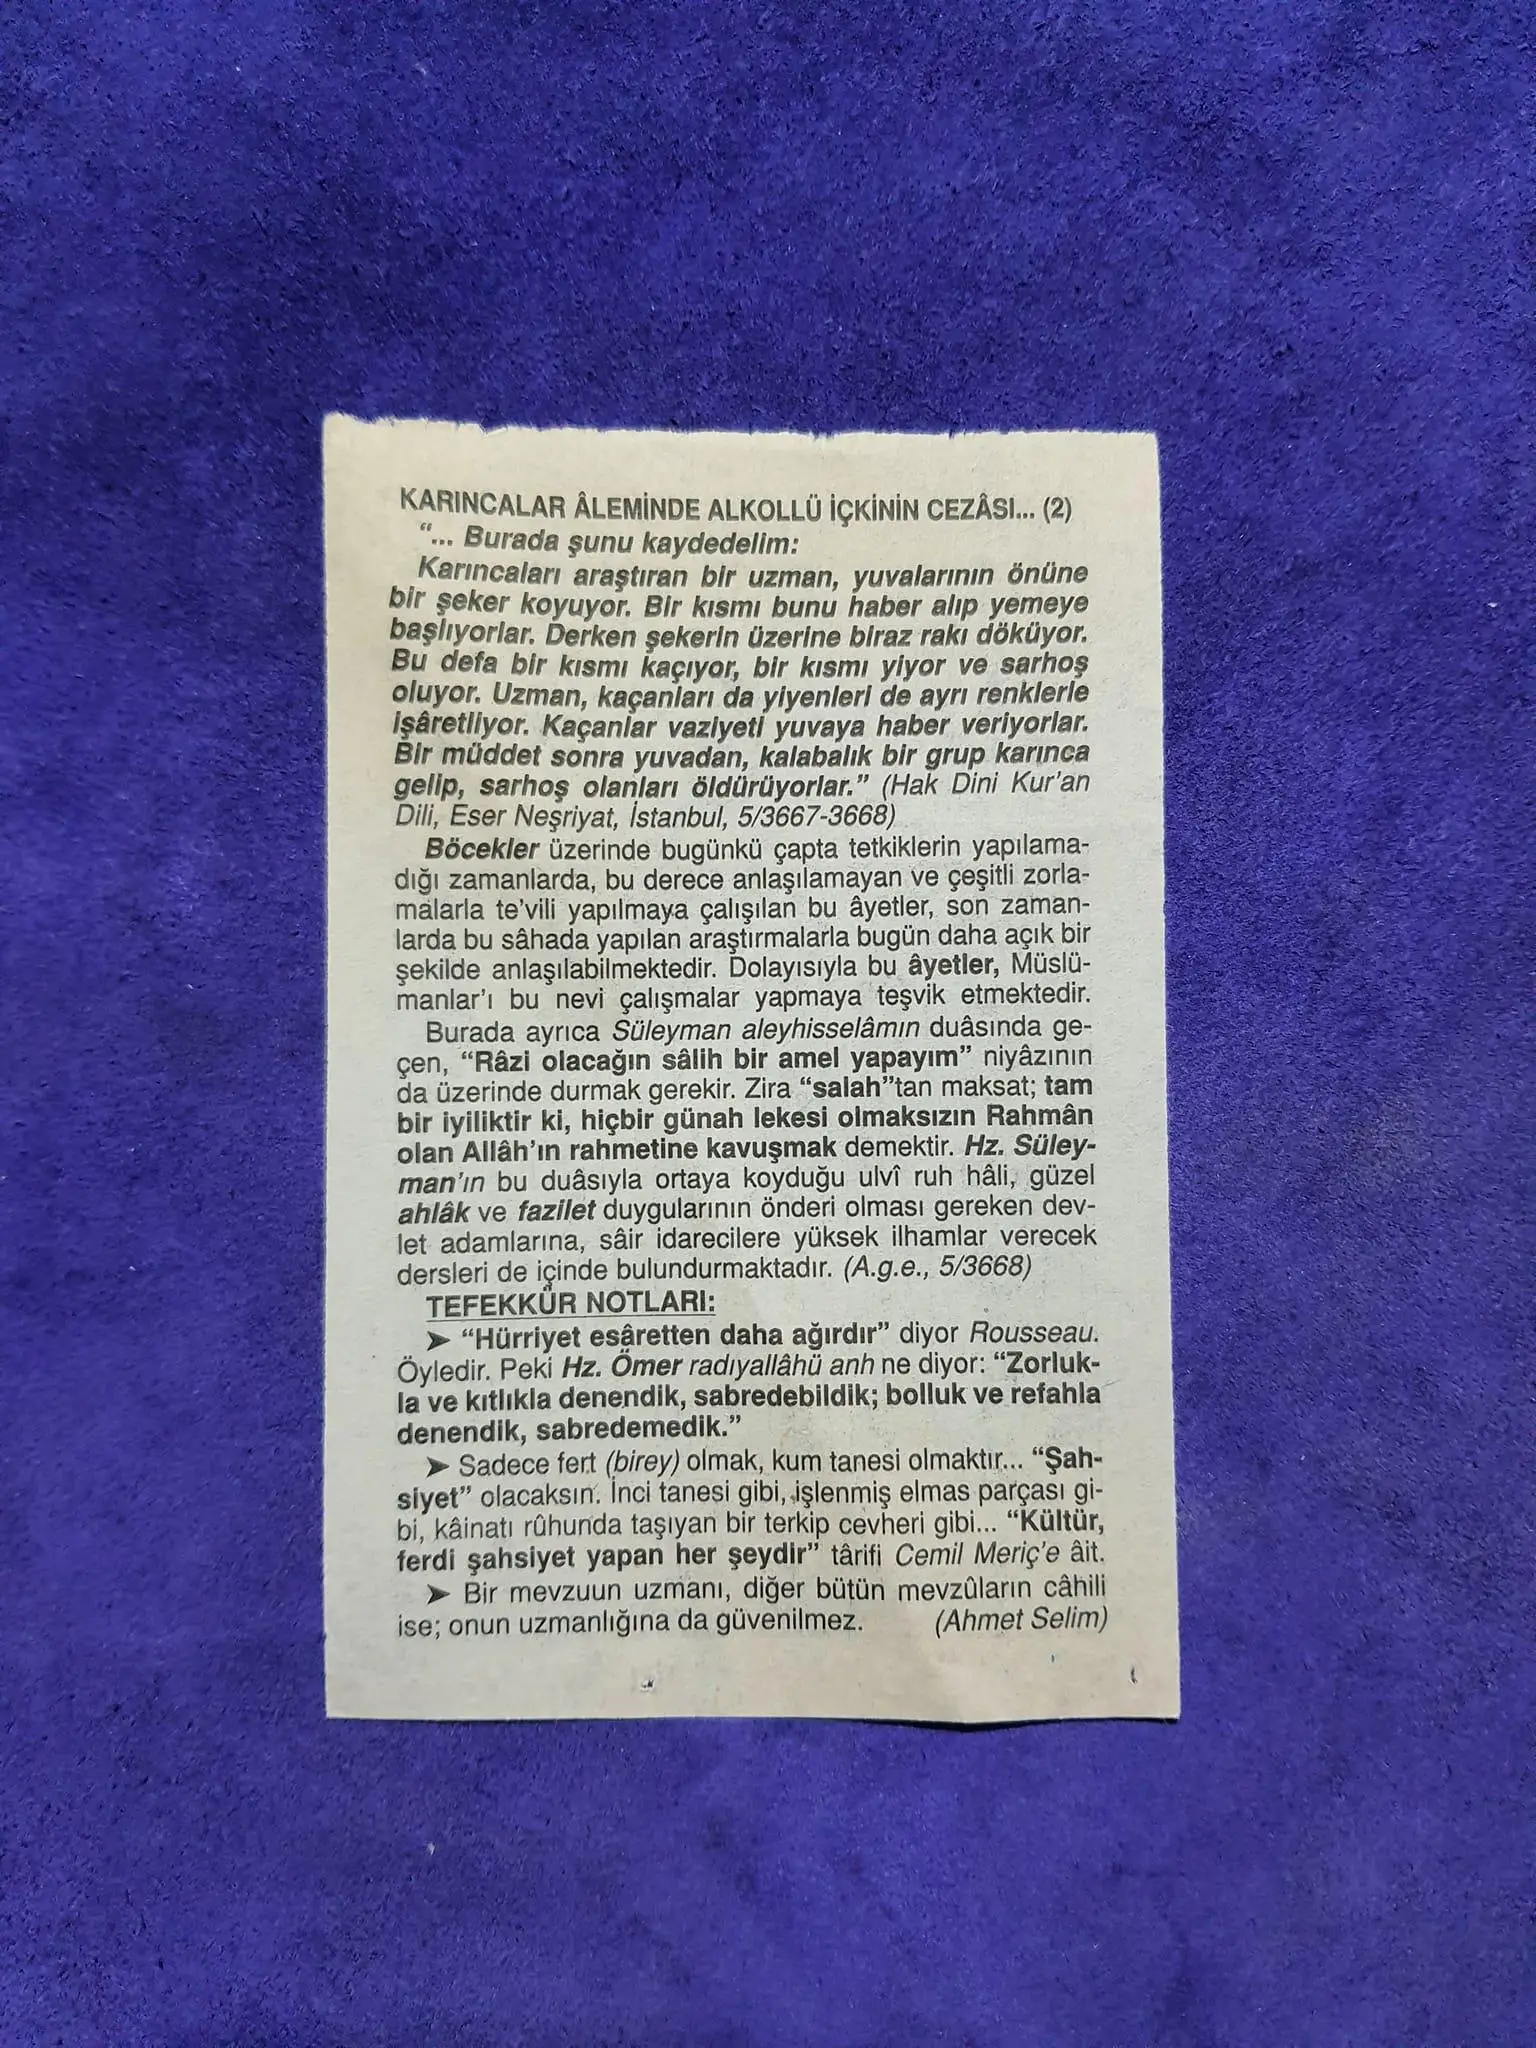 KARINCALAR ÂLEMİNDE ALKOLLÜ İÇKİNİN CEZÂSI... (2)
“... Burada şunu kaydedelim:
Karıncaları araştıran bir uzman, yuvalarının önüne
bir şeker koyuyor. Bir kısmı bunu haber alıp yemeye
başlıyorlar. Derken şekerin üzerine biraz rakı döküyor.
Bu defa bir kısmı kaçıyor, bir kısmı yiyor ve sarhoş
oluyor. Uzman, kaçanları da yiyenleri de ayrı renklerle
işâretliyor. Kaçanlar vaziyeti yuvaya haber veriyorlar.
Bir müddet sonra yuvadan, kalabalık bir grup karınca
gelip, sarhoş olanları öldürüyorlar.” (Hak Dini Kur’an
Dili, Eser Neşriyat, İstanbul, 5/3667-3668)
Böcekler üzerinde bugünkü çapta tetkiklerin yapılama-
dığı zamanlarda, bu derece anlaşılamayan ve çeşitli zorla-
malarla te’vili yapılmaya çalışılan bu âyetler, son zaman-
larda bu sâhada yapılan araştırmalarla bugün daha açık bir
şekilde anlaşılabilmektedir. Dolayısıyla bu âyetler, Müslü-
manlar’ı bu nevi çalışmalar yapmaya teşvik etmektedir.
Burada ayrıca Süleyman aleyhisselâmın duâsında ge-
çen, “Râzi olacağın sâlih bir amel yapayım” niyâzının
da üzerinde durmak gerekir. Zira “salah”tan maksat; tam
bir iyiliktir ki, hiçbir günah lekesi olmaksızın Rahmân
olan Allâh’ın rahmetine kavuşmak demektir. Hz. Süley-
man’ın bu duâsıyla ortaya koyduğu ulvî ruh hâli, güzel
ahlâk ve fazilet duygularının önderi olması gereken dev-
let adamlarına, sâir idarecilere yüksek ilhamlar verecek
dersleri de içinde bulundurmaktadır. (A.g.e., 5/3668)
TEFEKKÜR NOTLARI:
➤ “Hürriyet esâretten daha ağırdır” diyor Rousseau.
Öyledir. Peki Hz. Ömer radıyallâhü anh ne diyor: “Zorluk-
la ve kıtlıkla denendik, sabredebildik; bolluk ve refahla
denendik, sabredemedik.”
➤ Sadece fert (birey) olmak, kum tanesi olmaktır... “Şah-
siyet” olacaksın. İnci tanesi gibi, işlenmiş elmas parçası gi-
bi, kâinatı rûhunda taşıyan bir terkip cevheri gibi... “Kültür,
ferdi şahsiyet yapan her şeydir” târifi Cemil Meriç’e âit.
➤ Bir mevzuun uzmanı, diğer bütün mevzûların câhili
ise; onun uzmanlığına da güvenilmez. (Ahmet Selim)